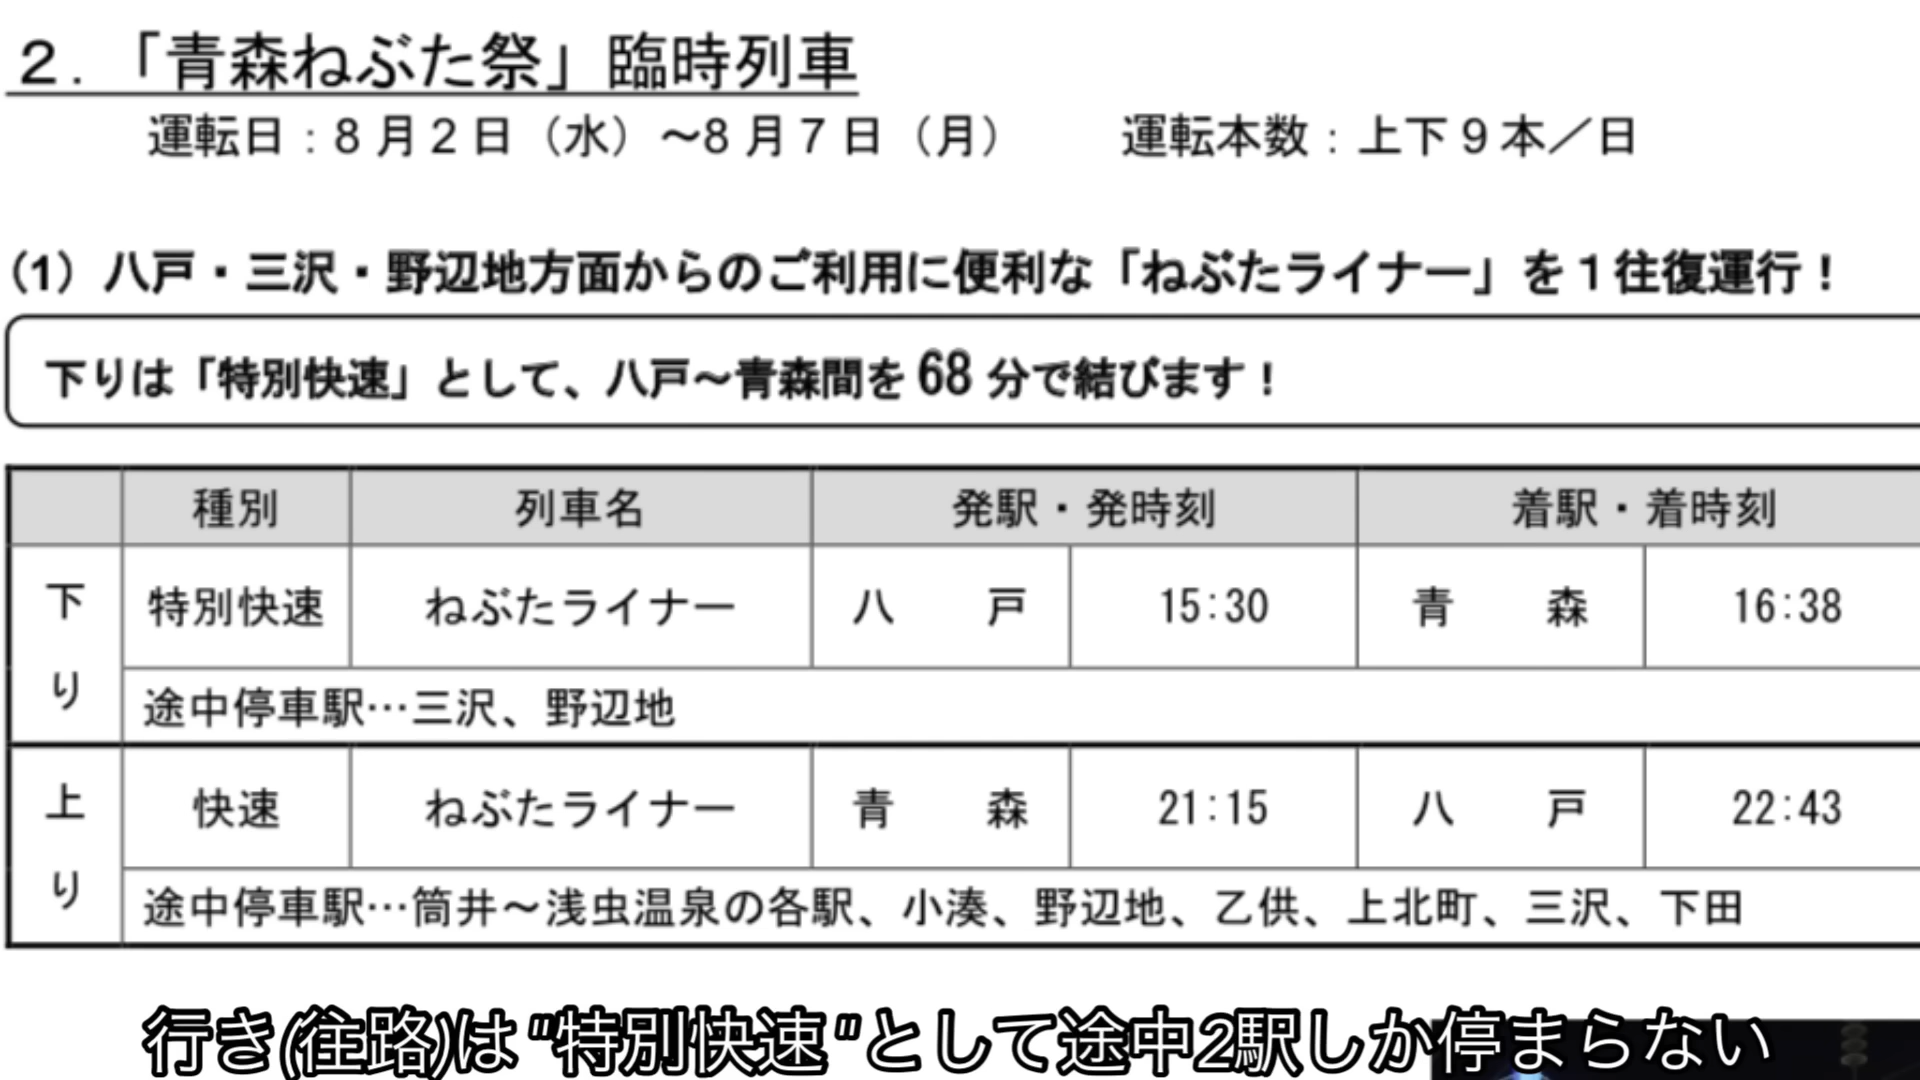 ２．「青森ねぶた祭」臨時列車
運転日：８月２日（水）～8月７日（月）　運転本数：上下９本／日
(1) 八戸・三沢・野辺地方面からのご利用に便利な「ねぶたライナー」を１往復運行！
下りは「特別快速」として、八戸～青森間を 68 分で結びます！
種別　列車名　発駅・発時刻　着駅・着時刻
下り　特別快速　ねぶたライナー　八戸　15:30　青森　16:38
途中停車駅…三沢、野辺地
上り　快速　ねぶたライナー　青森　21:15　八戸　22:43
途中停車駅…筒井～浅虫温泉の各駅、小湊、野辺地、乙供、上北町、三沢、下田
行き(往路)は"特別快速"として途中2駅しか停まらない